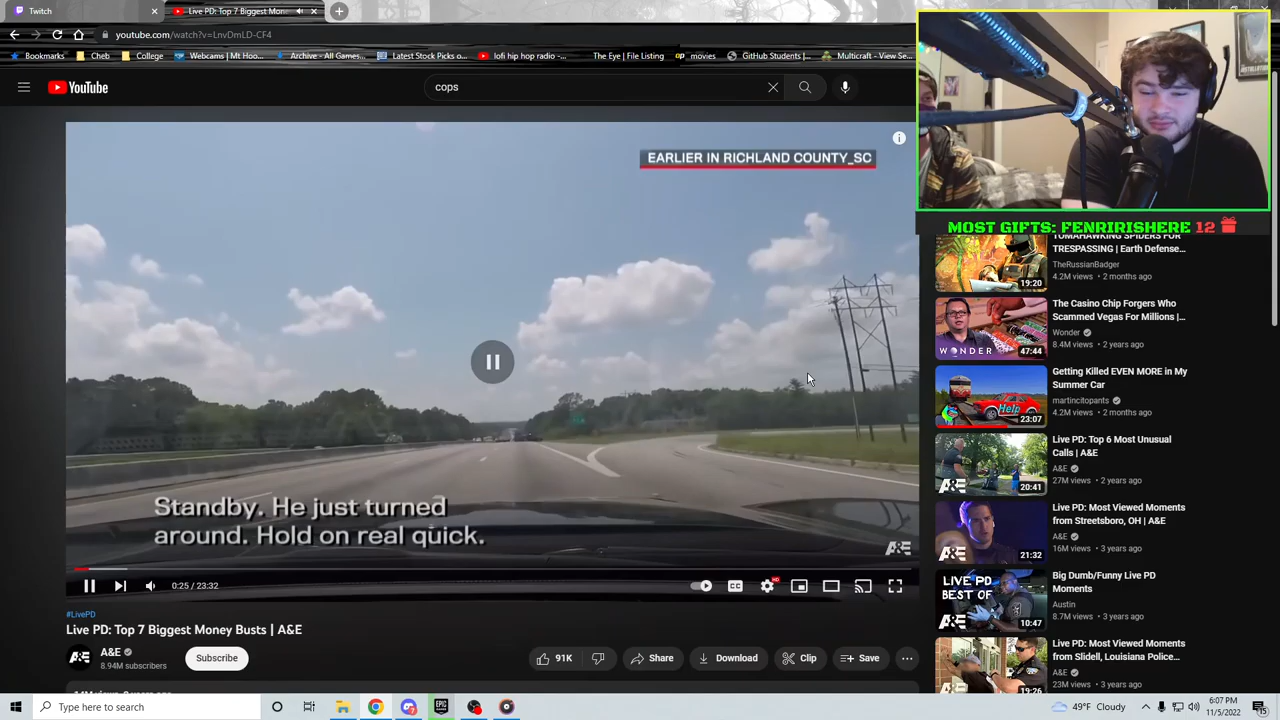 Twitch
Live PD: Top 7 Biggest Mor
youtube.com/watch?v=
Bookmarks
Cheb
College
Webcams | Mt Hoo...
Archive - All Games...
Latest Stock Picks o...
lofi hip hop radio -...
The Eye | File Listing
movies
GitHub Students |...
Multicraft - Server...
YouTube
cops
EARLIER IN RICHLAND COUNTY_SC
Standby. He just turned
around. Hold on real quick.
A&E
0:25 / 23:32
CC
HD
#LivePD
Live PD: Top 7 Biggest Money
| A&E
A&E
8.94M subscribers
Subscribe
91K
Share
Download
Clip
Save
MOST GIFTS: FENRIRISHERE 12
TOMAHAWKING SPIDERS FOR
TRESPASSING | Earth Defense...
TheRussianBadger
4.2M views • 2 months ago
19:20
The Casino Chip Forgers Who
Scammed Vegas For Millions |...
Wonder
8.4M views • 2 years ago
WONDER
47:44
Getting Killed EVEN MORE in My
Summer Car
martincitopants
4.2M views • 2 months ago
Help
23:07
Live PD: Top 6 Most Unusual
Calls | A&E
A&E
27M views • 2 years ago
A&E
20:41
Live PD: Most Viewed Moments
from Streetsboro, OH | A&E
A&E
16M views • 3 years ago
A&E
21:32
Big Dumb/Funny Live PD
Moments
Austin
8.7M views • 3 years ago
LIVE PD
BEST OF
A&E
10:47
Live PD: Most Viewed Moments
from Slidell, Louisiana Police...
A&E
23M views • 3 years ago
A&E
19:26
Type here to search
EPIC
49°F Cloudy
6:07 PM
11/5/2022
15